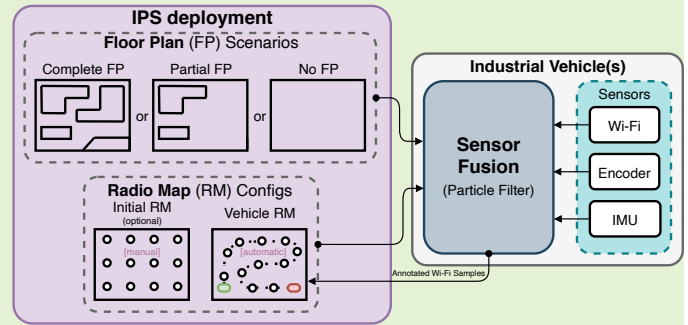 IPS deployment
Floor Plan (FP) Scenarios
Complete FP
or
Partial FP
or
No FP
Radio Map (RM) Configs
Initial RM
(optional)
[manual]
Vehicle RM
[automatic]
Industrial Vehicle(s)
Sensor
Fusion
(Particle Filter)
Sensors
Wi-Fi
Encoder
IMU
Annotated Wi-Fi Samples